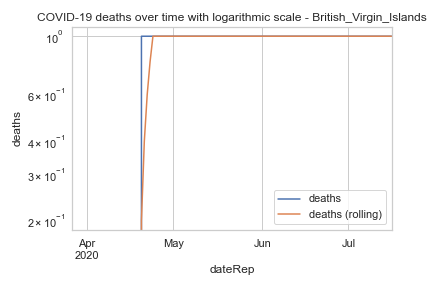 COVID-19 deaths over time with logarithmic scale - British_Virgin_Islands
10⁰
6 × 10⁻¹
4 × 10⁻¹
3 × 10⁻¹
2 × 10⁻¹
deaths
deaths
deaths (rolling)
Apr
2020
May
Jun
Jul
dateRep